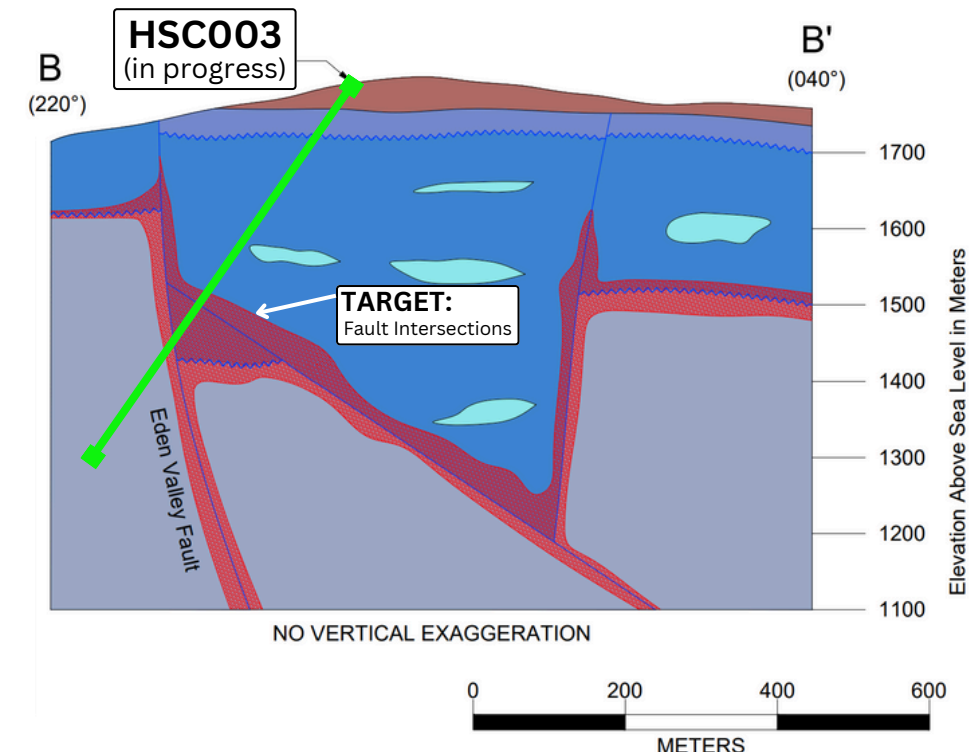 HSC003
(in progress)
B
(220°)
B'
(040°)
1700
1600
1500
1400
1300
1200
1100
Elevation Above Sea Level in Meters
TARGET:
Fault Intersections
Eden Valley Fault
NO VERTICAL EXAGGERATION
0 200 400 600
METERS